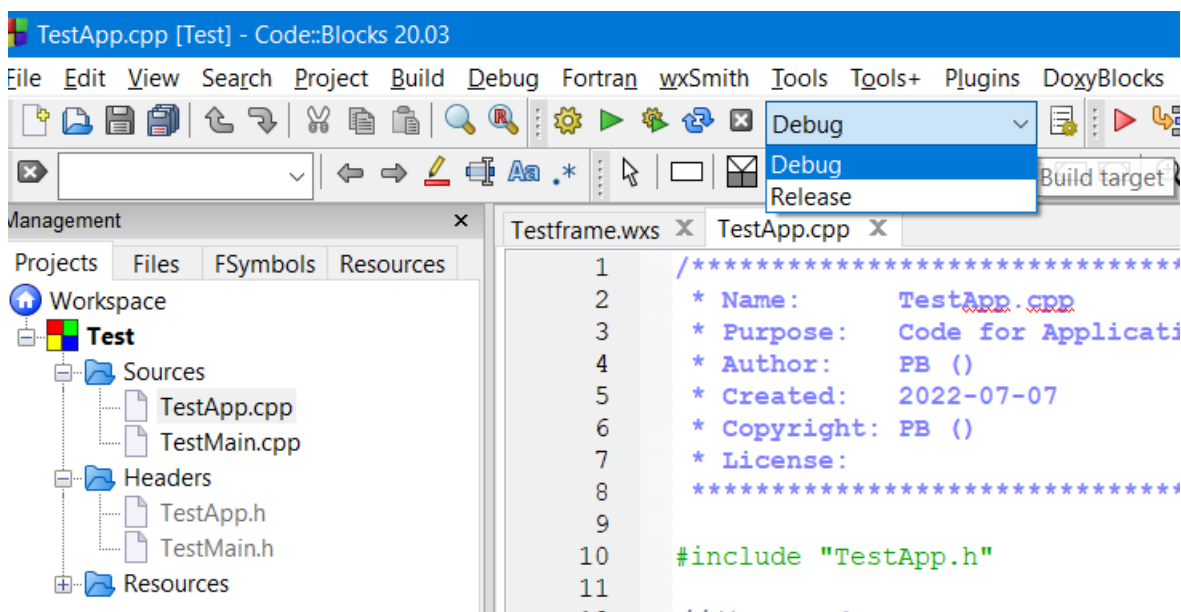 TestApp.cpp [Test] - Code::Blocks 20.03
File Edit View Search Project Build Debug Fortran wxSmith Tools Tools+ Plugins DoxyBlocks
Debug
Debug
Release
Build target
Management
Projects Files FSymbols Resources
Workspace
Test
Sources
TestApp.cpp
TestMain.cpp
Headers
TestApp.h
TestMain.h
Resources
Testframe.wxs TestApp.cpp
1 /*******************************
2 * Name: TestApp.cpp
3 * Purpose: Code for Applicati
4 * Author: PB ()
5 * Created: 2022-07-07
6 * Copyright: PB ()
7 * License:
8 *******************************
9
10 #include "TestApp.h"
11